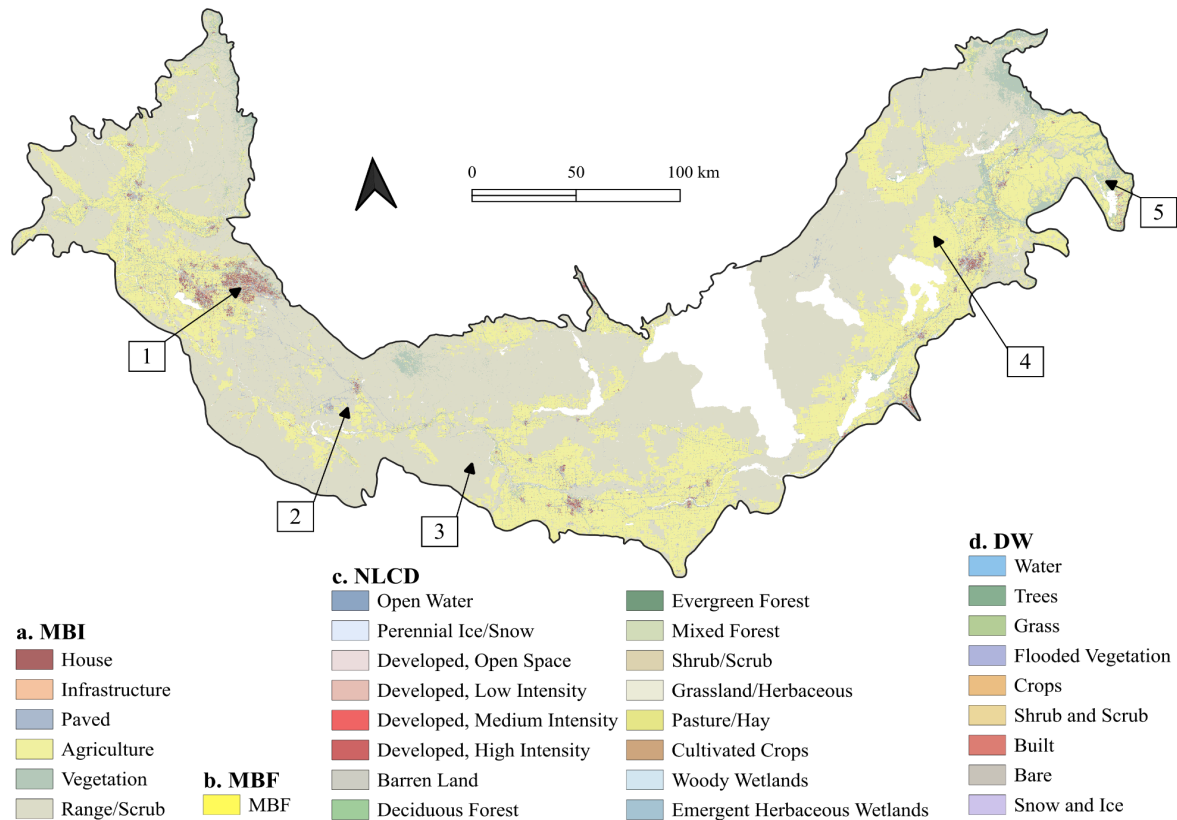 0 50 100 km
5
1
4
2
3
a. MBI
House
Infrastructure
Paved
Agriculture
Vegetation
Range/Scrub
b. MBF
MBF
c. NLCD
Open Water
Perennial Ice/Snow
Developed, Open Space
Developed, Low Intensity
Developed, Medium Intensity
Developed, High Intensity
Barren Land
Deciduous Forest
Evergreen Forest
Mixed Forest
Shrub/Scrub
Grassland/Herbaceous
Pasture/Hay
Cultivated Crops
Woody Wetlands
Emergent Herbaceous Wetlands
d. DW
Water
Trees
Grass
Flooded Vegetation
Crops
Shrub and Scrub
Built
Bare
Snow and Ice